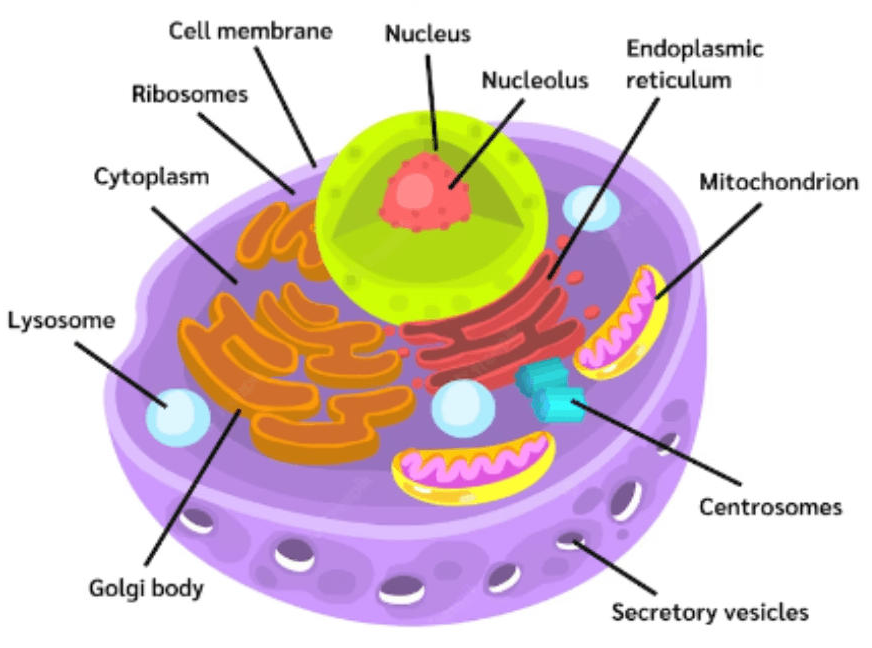 Cell membrane
Nucleus
Endoplasmic
reticulum
Nucleolus
Ribosomes
Cytoplasm
Mitochondrion
Lysosome
Centrosomes
Golgi body
Secretory vesicles